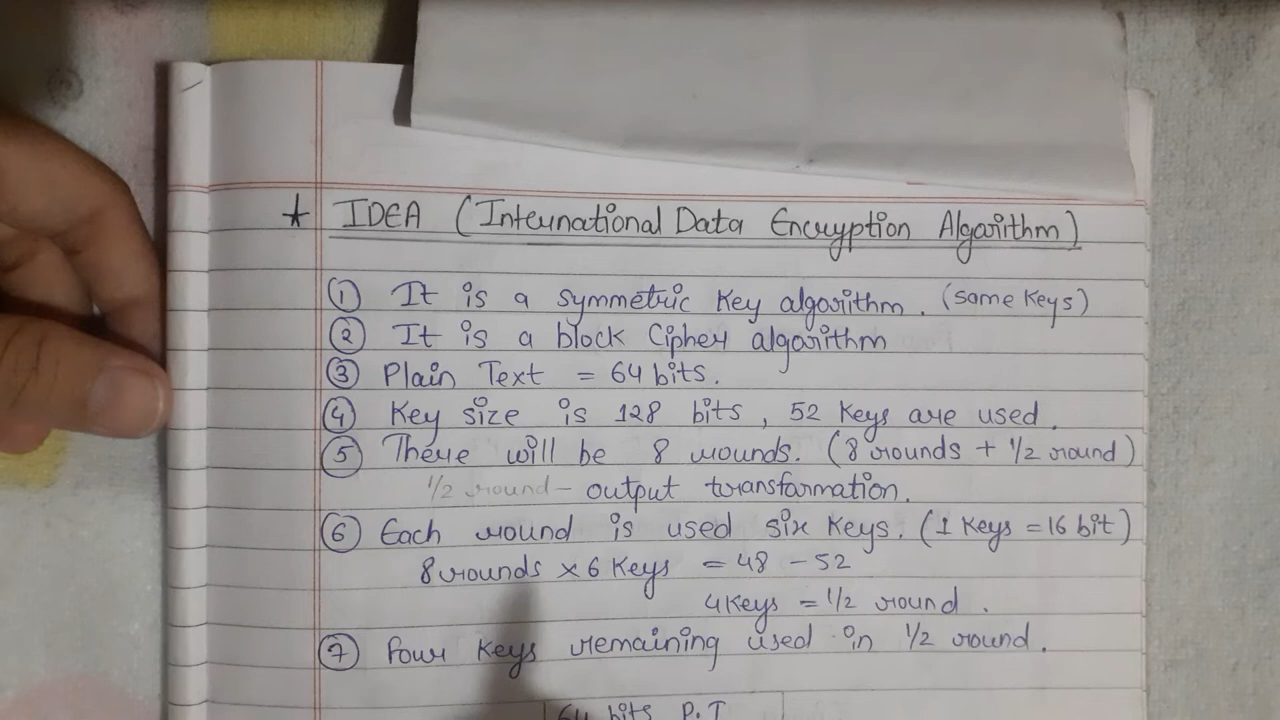 ★ IDEA (International Data Encryption Algorithm)
① It is a symmetric key algorithm. (same keys)
② It is a block Cipher algorithm
③ Plain Text = 64 bits.
④ Key size is 128 bits, 52 Keys are used.
⑤ There will be 8 rounds. (8 rounds + 1/2 round)
1/2 round - output transformation.
⑥ Each round is used six Keys. (1 Keys = 16 bit)
8 rounds × 6 Keys = 48 - 52
4 Keys = 1/2 round.
⑦ Four Keys remaining used in 1/2 round.
64 bits P.T